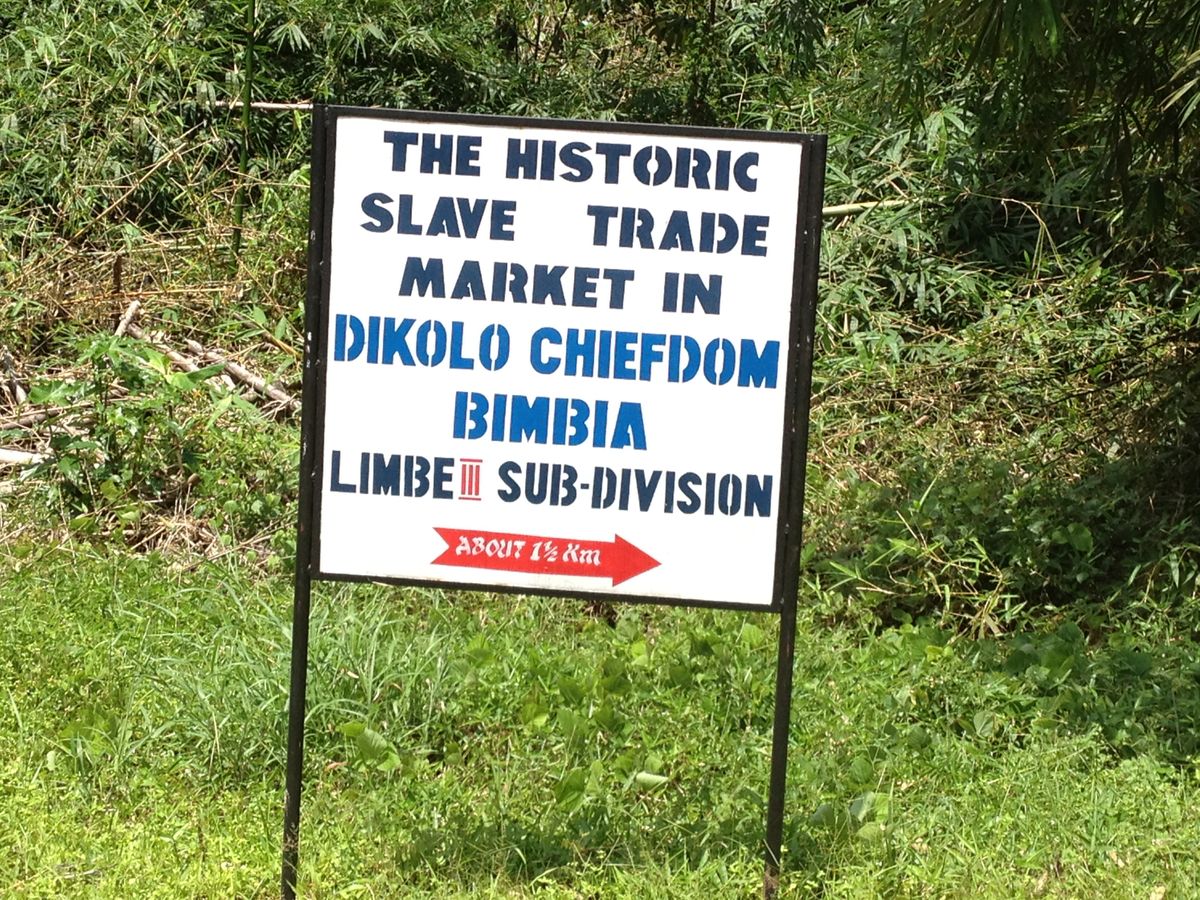 THE HISTORIC
SLAVE TRADE
MARKET IN
DIKOLO CHIEFDOM
BIMBIA
LIMBE III SUB-DIVISION
ABOUT 1½ Km